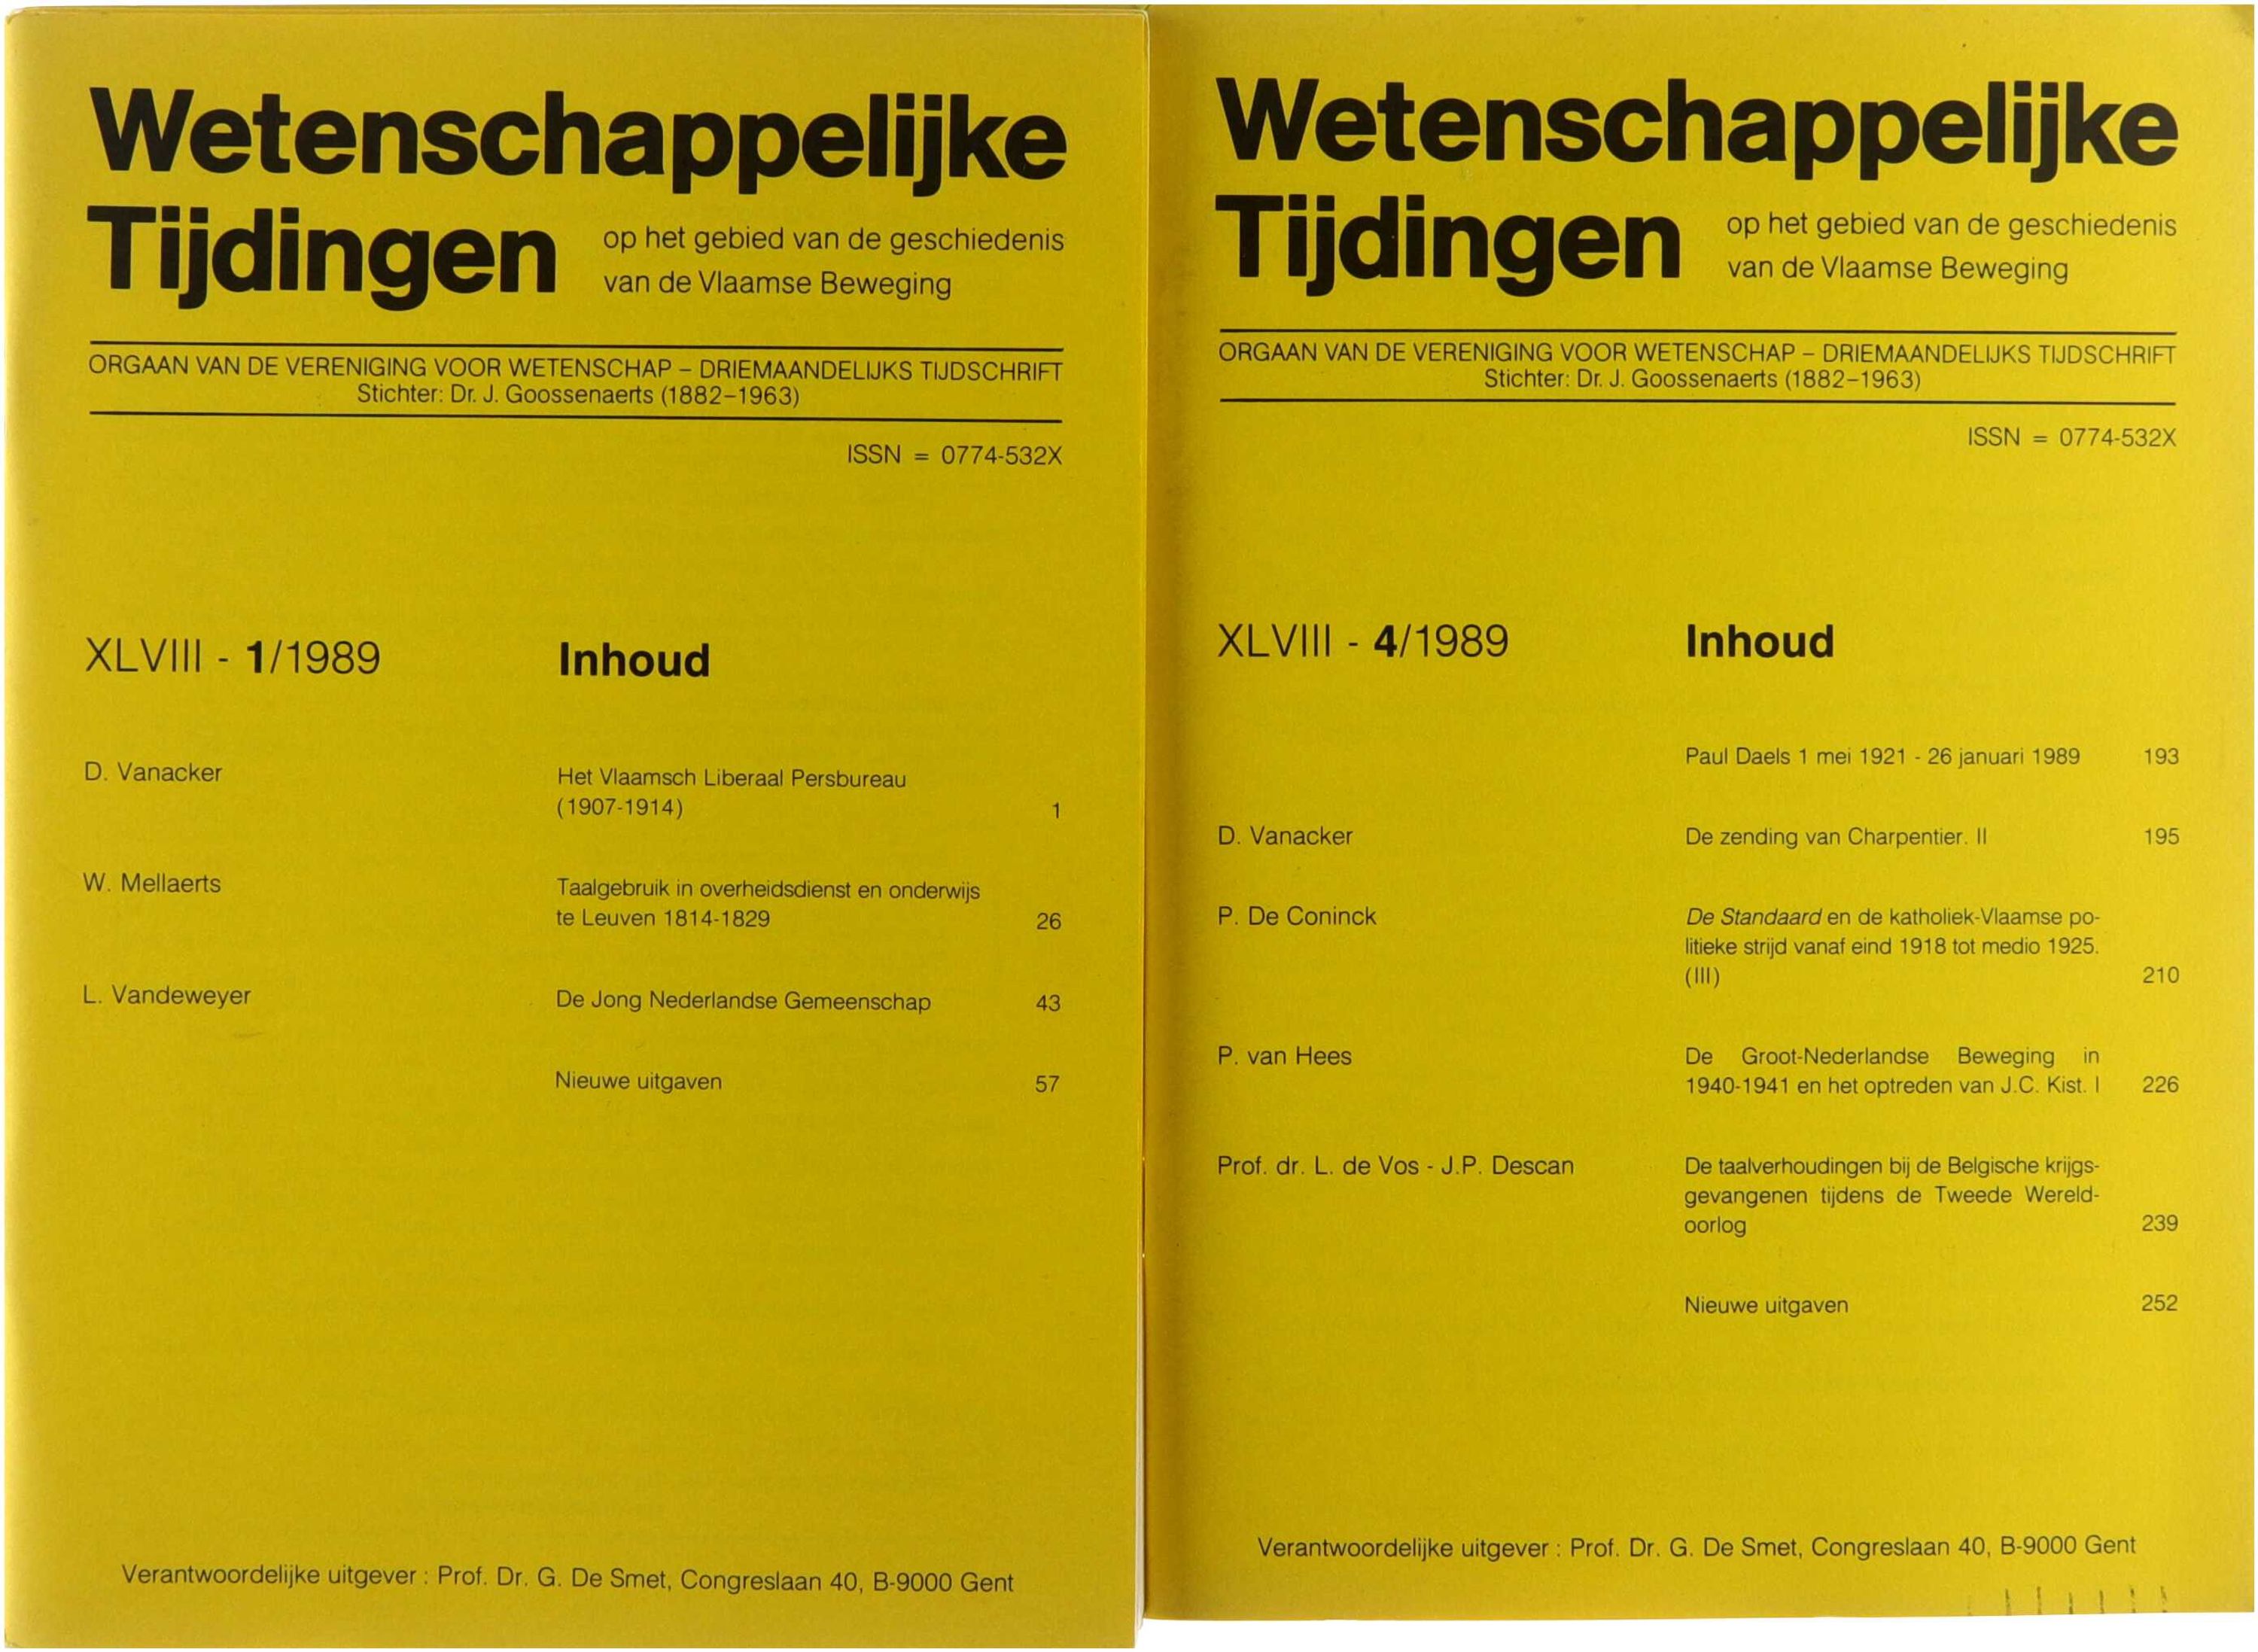 Wetenschappelijke
Tijdingen
op het gebied van de geschiedenis
van de Vlaamse Beweging
ORGAAN VAN DE VERENIGING VOOR WETENSCHAP – DRIEMAANDELIJKS TIJDSCHRIFT
Stichter: Dr. J. Goossenaerts (1882–1963)
ISSN = 0774-532X
XLVIII - 1/1989 Inhoud
D. Vanacker Het Vlaamsch Liberaal Persbureau
(1907-1914) 1
W. Mellaerts Taalgebruik in overheidsdienst en onderwijs
te Leuven 1814-1829 26
L. Vandeweyer De Jong Nederlandse Gemeenschap 43
Nieuwe uitgaven 57
Verantwoordelijke uitgever : Prof. Dr. G. De Smet, Congreslaan 40, B-9000 Gent
Wetenschappelijke
Tijdingen
op het gebied van de geschiedenis
van de Vlaamse Beweging
ORGAAN VAN DE VERENIGING VOOR WETENSCHAP – DRIEMAANDELIJKS TIJDSCHRIFT
Stichter: Dr. J. Goossenaerts (1882–1963)
ISSN = 0774-532X
XLVIII - 4/1989 Inhoud
Paul Daels 1 mei 1921 - 26 januari 1989 193
D. Vanacker De zending van Charpentier. II 195
P. De Coninck De Standaard en de katholiek-Vlaamse po-
litieke strijd vanaf eind 1918 tot medio 1925.
(III) 210
P. van Hees De Groot-Nederlandse Beweging in
1940-1941 en het optreden van J.C. Kist. I 226
Prof. dr. L. de Vos - J.P. Descan De taalverhoudingen bij de Belgische krijgs-
gevangenen tijdens de Tweede Wereld-
oorlog 239
Nieuwe uitgaven 252
Verantwoordelijke uitgever : Prof. Dr. G. De Smet, Congreslaan 40, B-9000 Gent